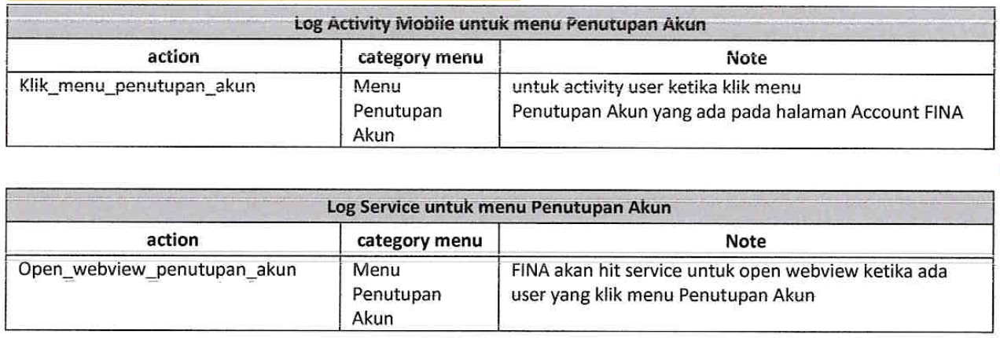 Log Activity Mobile untuk menu Penutupan Akun
action category menu Note
Klik_menu_penutupan_akun Menu untuk activity user ketika klik menu
Penutupan Penutupan Akun yang ada pada halaman Account FINA
Akun
Log Service untuk menu Penutupan Akun
action category menu Note
Open_webview_penutupan_akun Menu FINA akan hit service untuk open webview ketika ada
Penutupan user yang klik menu Penutupan Akun
Akun